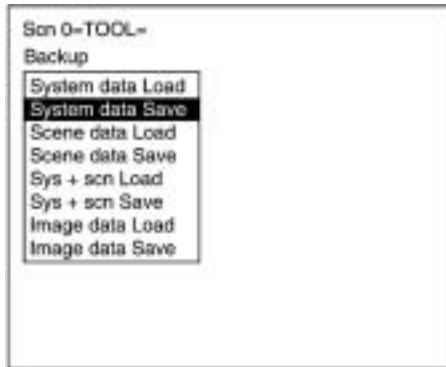 Scn 0=TOOL=
Backup
System data Load
System data Save
Scene data Load
Scene data Save
Sys + scn Load
Sys + scn Save
Image data Load
Image data Save